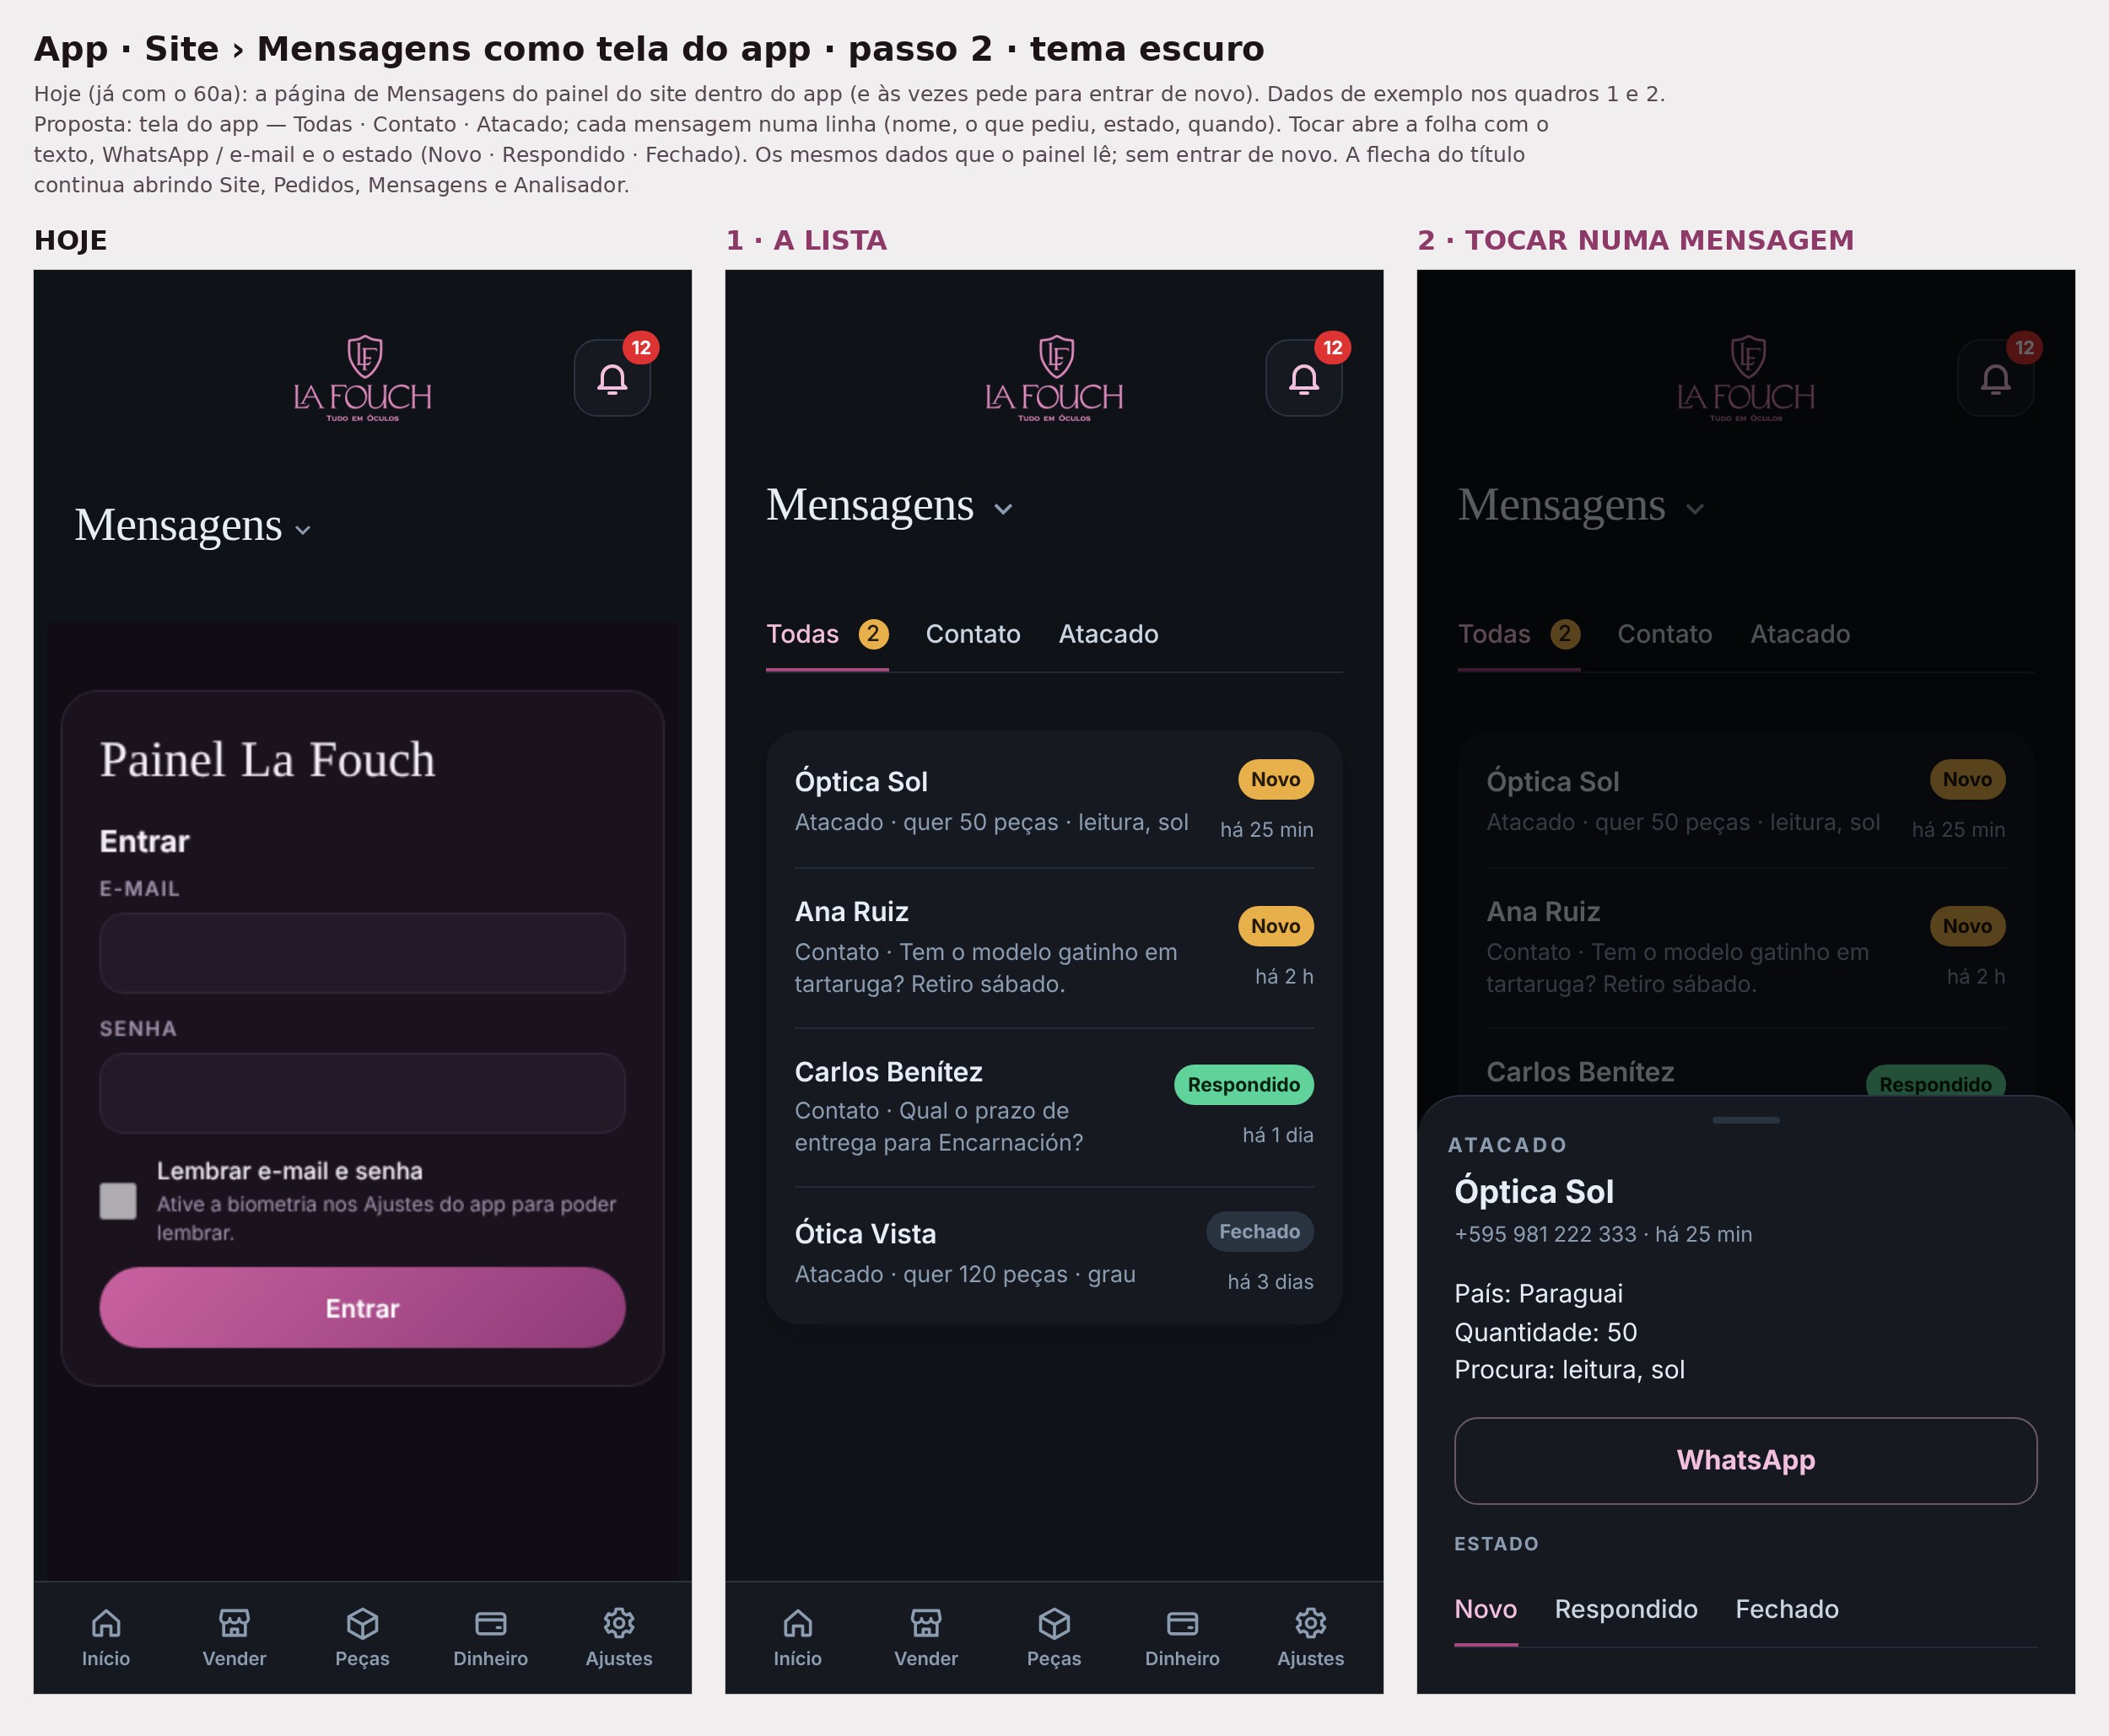 App · Site › Mensagens como tela do app · passo 2 · tema escuro
Hoje (já com o 60a): a página de Mensagens do painel do site dentro do app (e às vezes pede para entrar de novo). Dados de exemplo nos quadros 1 e 2.
Proposta: tela do app — Todas · Contato · Atacado; cada mensagem numa linha (nome, o que pediu, estado, quando). Tocar abre a folha com o
texto, WhatsApp / e-mail e o estado (Novo · Respondido · Fechado). Os mesmos dados que o painel lê; sem entrar de novo. A flecha do título
continua abrindo Site, Pedidos, Mensagens e Analisador.
HOJE
12
LF
LA FOUCH
TUDO EM ÓCULOS
Mensagens
Painel La Fouch
Entrar
E-MAIL
SENHA
Lembrar e-mail e senha
Ative a biometria nos Ajustes do app para poder
lembrar.
Entrar
Início
Vender
Peças
Dinheiro
Ajustes
1 · A LISTA
12
LF
LA FOUCH
TUDO EM ÓCULOS
Mensagens
Todas 2 Contato Atacado
Óptica Sol
Novo
Atacado · quer 50 peças · leitura, sol
há 25 min
Ana Ruiz
Novo
Contato · Tem o modelo gatinho em
tartaruga? Retiro sábado.
há 2 h
Carlos Benítez
Respondido
Contato · Qual o prazo de
entrega para Encarnación?
há 1 dia
Ótica Vista
Fechado
Atacado · quer 120 peças · grau
há 3 dias
Início
Vender
Peças
Dinheiro
Ajustes
2 · TOCAR NUMA MENSAGEM
12
LF
LA FOUCH
TUDO EM ÓCULOS
Mensagens
Todas 2 Contato Atacado
Óptica Sol
Novo
Atacado · quer 50 peças · leitura, sol
há 25 min
Ana Ruiz
Novo
Contato · Tem o modelo gatinho em
tartaruga? Retiro sábado.
há 2 h
Carlos Benítez
Respondido
ATACADO
Óptica Sol
+595 981 222 333 · há 25 min
País: Paraguai
Quantidade: 50
Procura: leitura, sol
WhatsApp
ESTADO
Novo Respondido Fechado